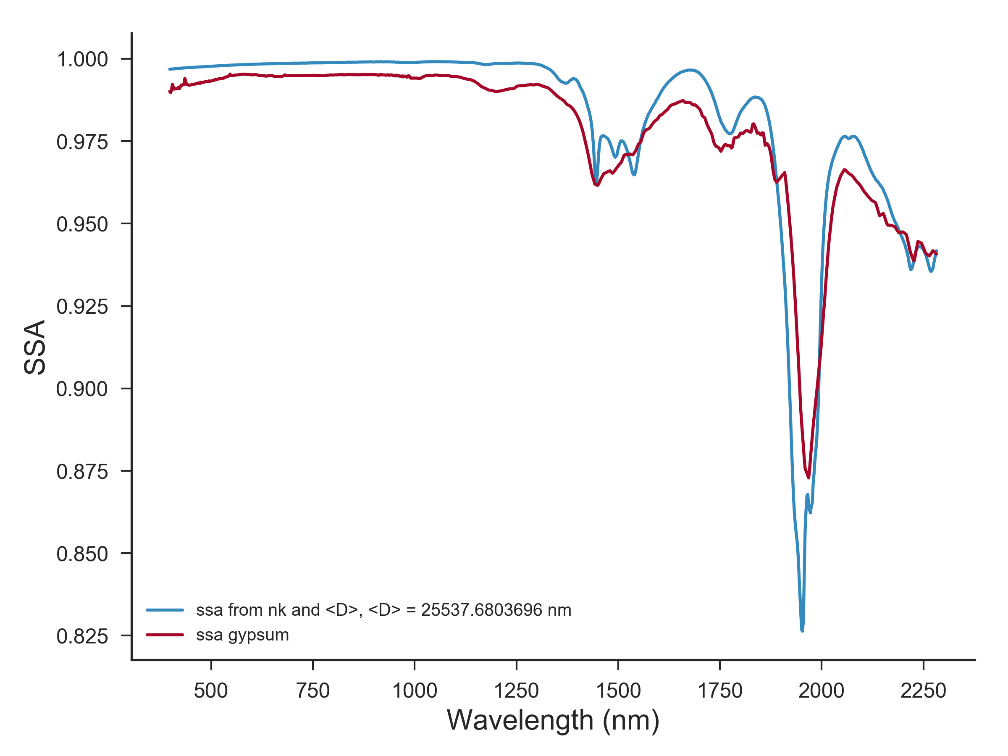 1.000
0.975
0.950
0.925
0.900
0.875
0.850
0.825
SSA
ssa from nk and <D>, <D> = 25537.6803696 nm
ssa gypsum
500 750 1000 1250 1500 1750 2000 2250
Wavelength (nm)